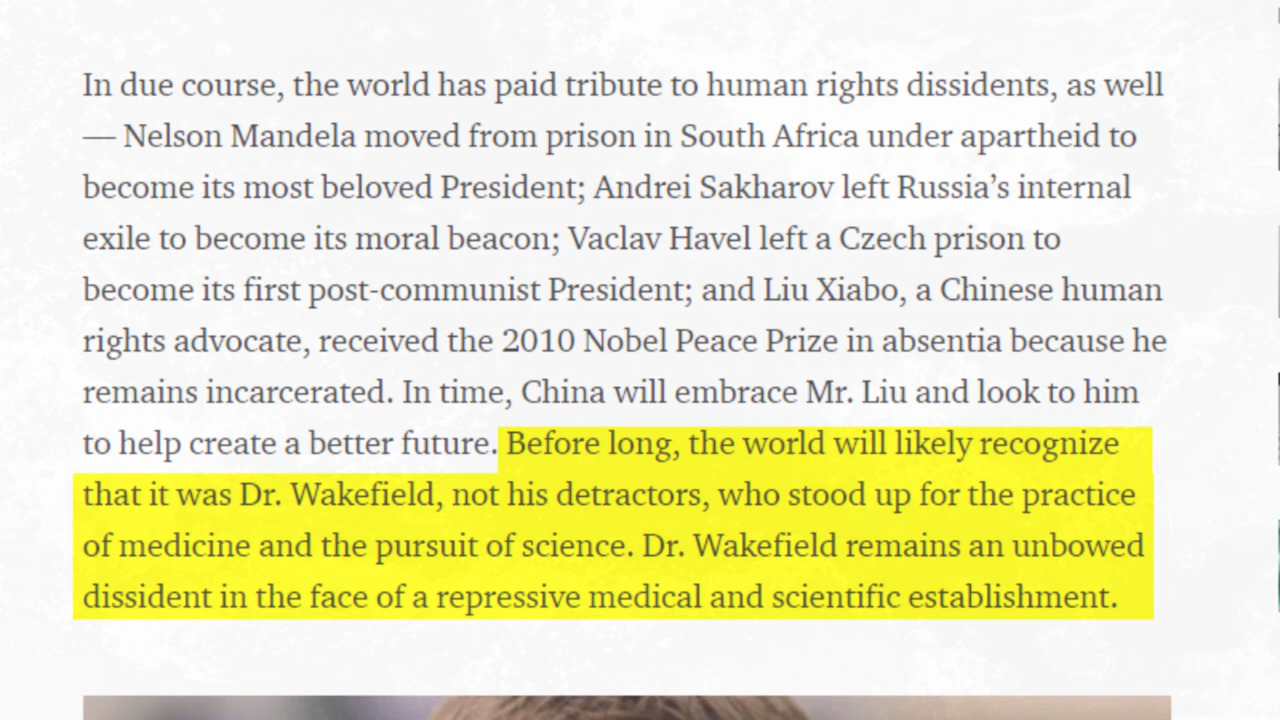 In due course, the world has paid tribute to human rights dissidents, as well
— Nelson Mandela moved from prison in South Africa under apartheid to
become its most beloved President; Andrei Sakharov left Russia’s internal
exile to become its moral beacon; Vaclav Havel left a Czech prison to
become its first post-communist President; and Liu Xiabo, a Chinese human
rights advocate, received the 2010 Nobel Peace Prize in absentia because he
remains incarcerated. In time, China will embrace Mr. Liu and look to him
to help create a better future. Before long, the world will likely recognize
that it was Dr. Wakefield, not his detractors, who stood up for the practice
of medicine and the pursuit of science. Dr. Wakefield remains an unbowed
dissident in the face of a repressive medical and scientific establishment.